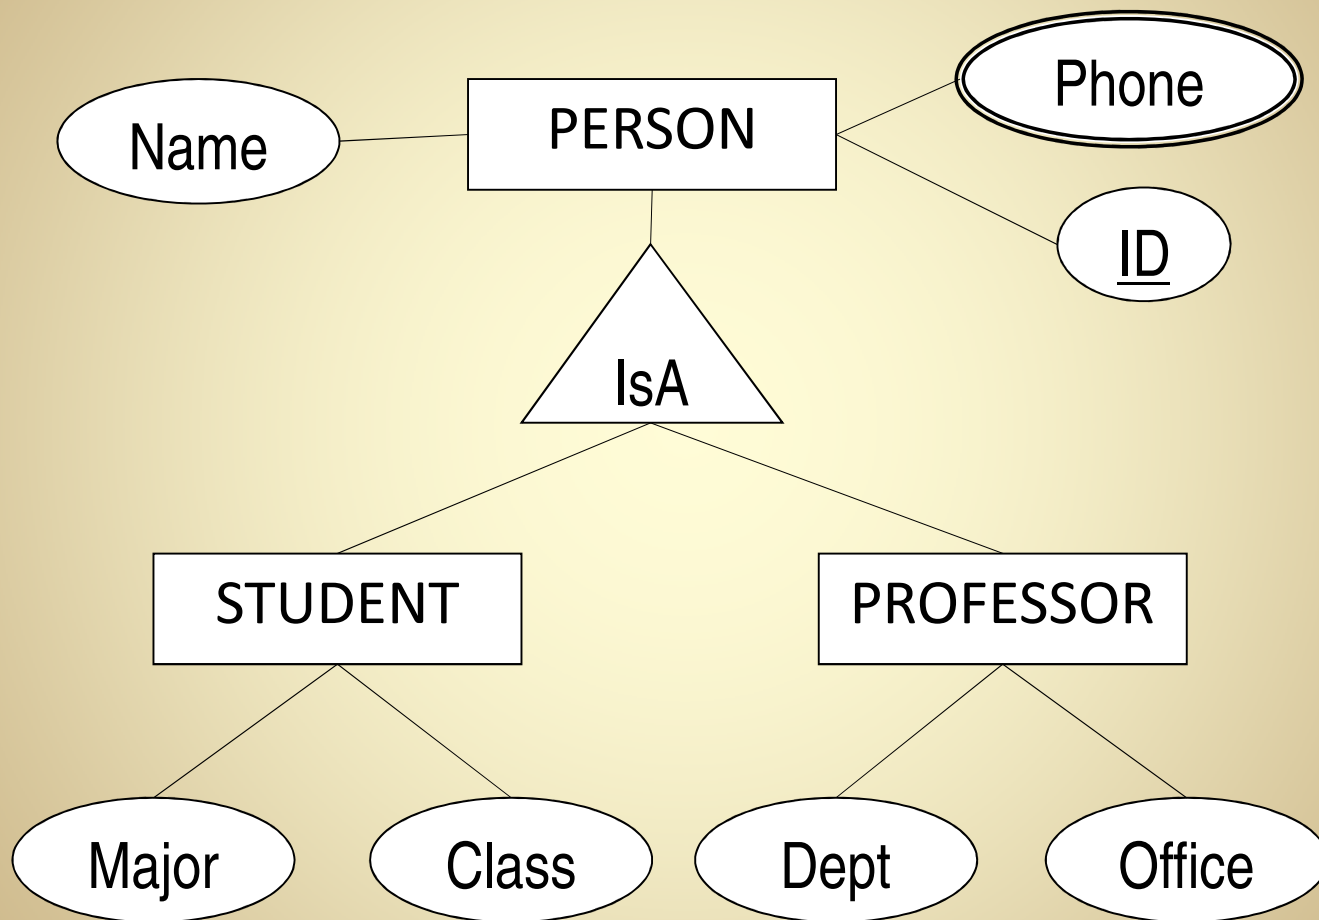 Phone
PERSON
Name
ID
IsA
STUDENT
PROFESSOR
Major
Class
Dept
Office